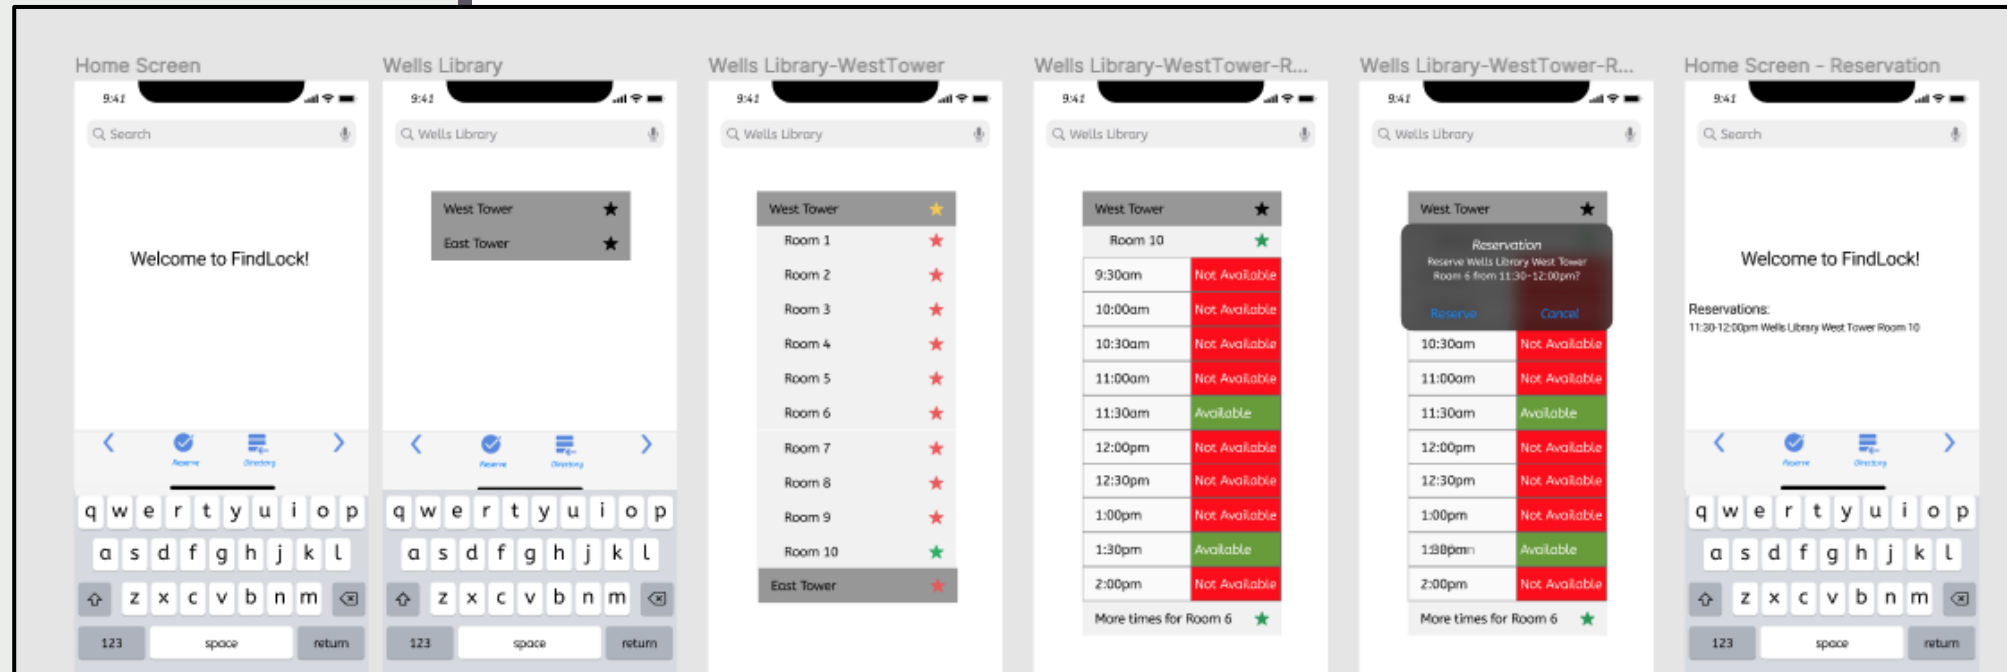 Home Screen
9:41
Search
Welcome to FindLock!
Reserve
Directory
q w e r t y u i o p
a s d f g h j k l
z x c v b n m
123 space return
Wells Library
9:41
Wells Library
West Tower
East Tower
Reserve
Directory
q w e r t y u i o p
a s d f g h j k l
z x c v b n m
123 space return
Wells Library-WestTower
9:41
Wells Library
West Tower
Room 1
Room 2
Room 3
Room 4
Room 5
Room 6
Room 7
Room 8
Room 9
Room 10
East Tower
Wells Library-WestTower-R...
9:41
Wells Library
West Tower
Room 10
9:30am Not Available
10:00am Not Available
10:30am Not Available
11:00am Not Available
11:30am Available
12:00pm Not Available
12:30pm Not Available
1:00pm Not Available
1:30pm Available
2:00pm Not Available
More times for Room 6
Wells Library-WestTower-R...
9:41
Wells Library
West Tower
Reservation
Reserve Wells Library West Tower
Room 6 from 11:30-12:00pm?
Reserve Cancel
10:30am Not Available
11:00am Not Available
11:30am Available
12:00pm Not Available
12:30pm Not Available
1:00pm Not Available
Available
2:00pm Not Available
More times for Room 6
Home Screen - Reservation
9:41
Search
Welcome to FindLock!
Reservations:
11:30-12:00pm Wells Library West Tower Room 10
Reserve
Directory
q w e r t y u i o p
a s d f g h j k l
z x c v b n m
123 space return